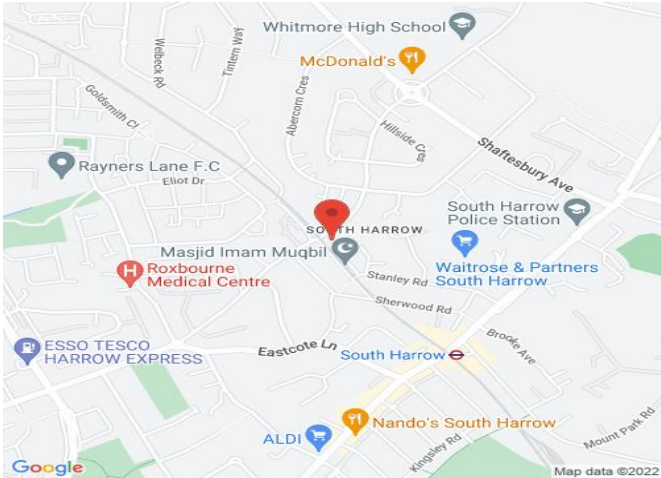 Whitmore High School
McDonald's
Welbeck Rd
Tintern Way
Abercorn Cres
Goldsmith Ct
Hillside Cres
Shaftesbury Ave
Rayners Lane F.C
Eliot Dr
South Harrow
Police Station
SOUTH HARROW
Masjid Imam Muqbil
Waitrose & Partners
South Harrow
Roxbourne
Medical Centre
Stanley Rd
Sherwood Rd
Brooke Ave
ESSO TESCO
HARROW EXPRESS
Eastcote Ln
South Harrow
Nando's South Harrow
ALDI
Kingsley Rd
Mount Park Rd
Google
Map data ©2022